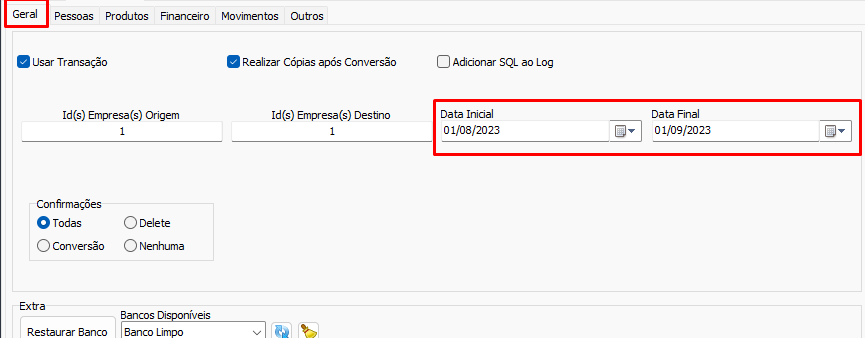 Geral Pessoas Produtos Financeiro Movimentos Outros
Usar Transação Realizar Cópias após Conversão Adicionar SQL ao Log
Id(s) Empresa(s) Origem Id(s) Empresa(s) Destino Data Inicial Data Final
1 1 01/08/2023 01/09/2023
Confirmações
Todas Delete
Conversão Nenhuma
Extra
Bancos Disponíveis
Restaurar Banco Banco Limpo